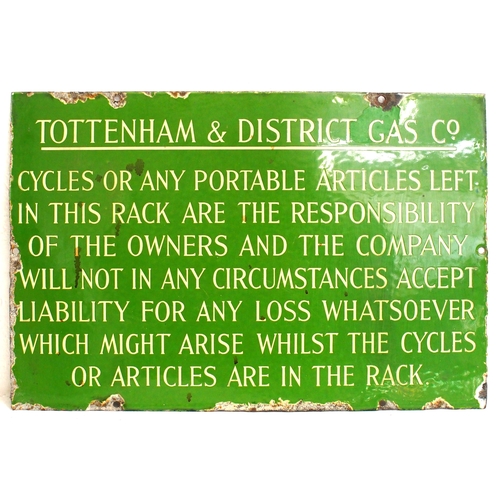 TOTTENHAM & DISTRICT GAS Cº
CYCLES OR ANY PORTABLE ARTICLES LEFT
IN THIS RACK ARE THE RESPONSIBILITY
OF THE OWNERS AND THE COMPANY
WILL NOT IN ANY CIRCUMSTANCES ACCEPT
LIABILITY FOR ANY LOSS WHATSOEVER
WHICH MIGHT ARISE WHILST THE CYCLES
OR ARTICLES ARE IN THE RACK.